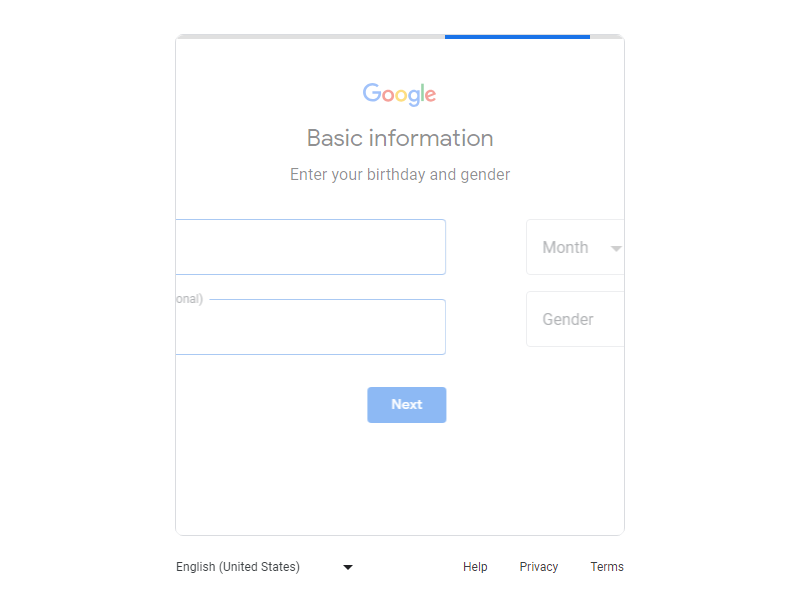 Google
Basic information
Enter your birthday and gender
Month
onal)
Gender
Next
English (United States)
Help
Privacy
Terms